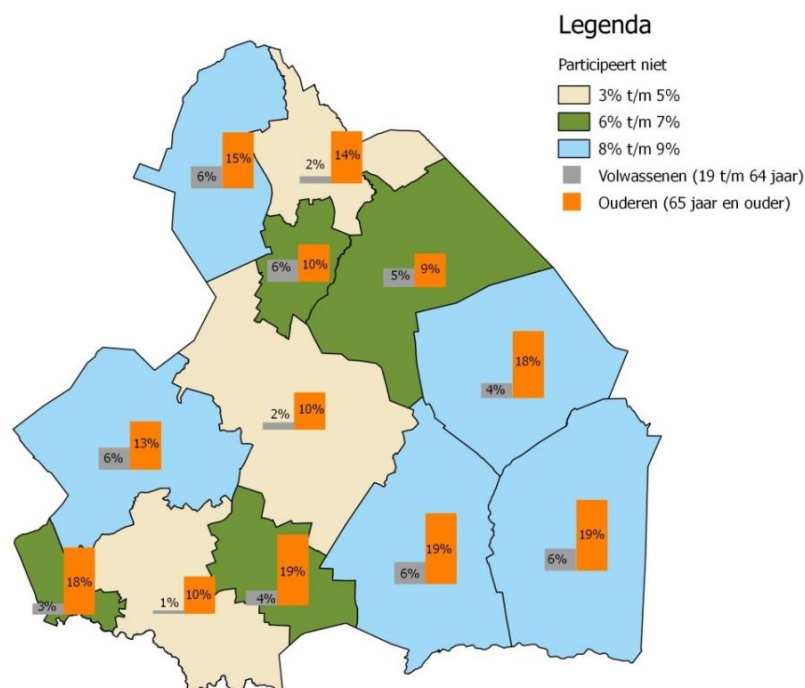 Legenda
Participeert niet
3% t/m 5%
6% t/m 7%
8% t/m 9%
Volwassenen (19 t/m 64 jaar)
Ouderen (65 jaar en ouder)
6% 15%
2% 14%
6% 10%
5% 9%
4% 18%
2% 10%
6% 13%
6% 19%
6% 19%
3% 18%
1% 10%
4% 19%